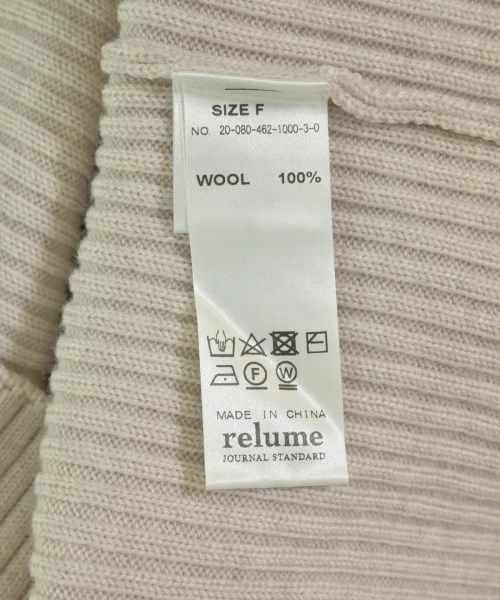 SIZE F
NO. 20-080-462-1000-3-0
WOOL 100%
F W
MADE IN CHINA
relume
JOURNAL STANDARD